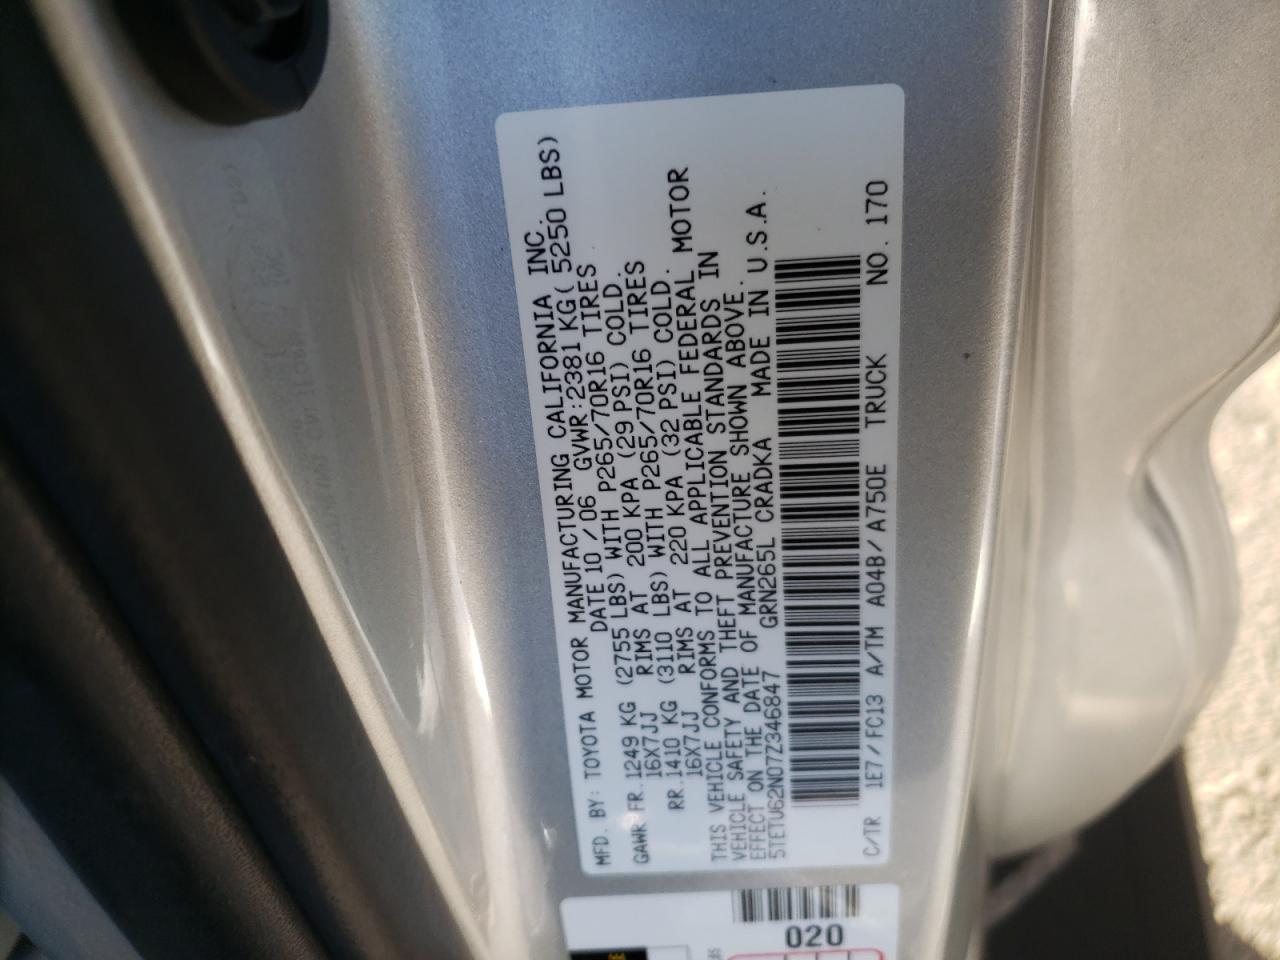 MFD. BY: TOYOTA MOTOR MANUFACTURING CALIFORNIA INC.
DATE 10 / 06 GVWR: 2381 KG( 5250 LBS)
GAWR FR. 1249 KG (2755 LBS) WITH P265/70R16 TIRES
16X7JJ RIMS AT 200 KPA (29 PSI) COLD.
RR. 1410 KG (3110 LBS) WITH P265/70R16 TIRES
16X7JJ RIMS AT 220 KPA (32 PSI) COLD.
THIS VEHICLE CONFORMS TO ALL APPLICABLE FEDERAL MOTOR
VEHICLE SAFETY AND THEFT PREVENTION STANDARDS IN
EFFECT ON THE DATE OF MANUFACTURE SHOWN ABOVE.
5TETU62N07Z346847 GRN265L CRADKA MADE IN U.S.A.
C/TR 1E7/FC13 A/TM A04B/A750E TRUCK NO. 170
020